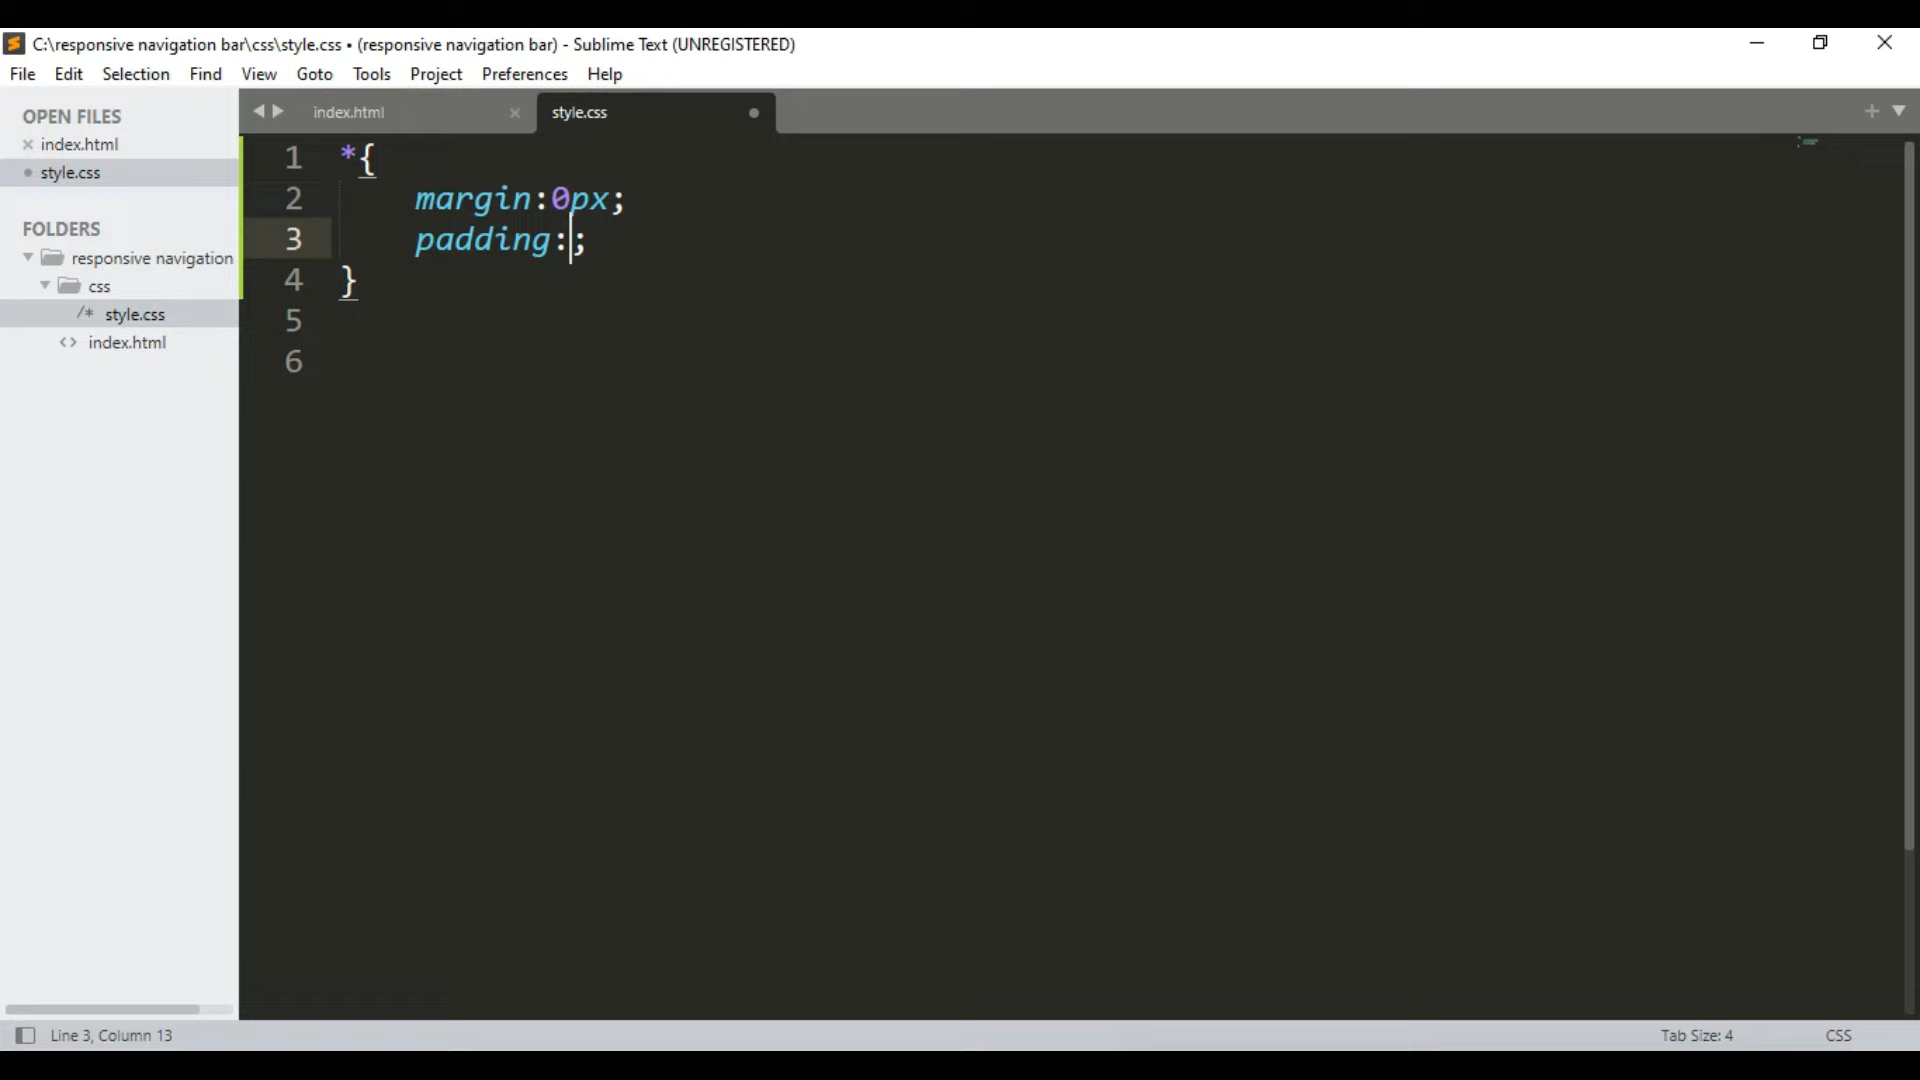 C:\responsive navigation bar\css\style.css • (responsive navigation bar) - Sublime Text (UNREGISTERED)
File Edit Selection Find View Goto Tools Project Preferences Help
OPEN FILES
index.html
style.css
FOLDERS
responsive navigation
css
/* style.css
<> index.html
index.html
style.css
1 *{
2 margin:0px;
3 padding:;
4 }
5
6
Line 3, Column 13
Tab Size: 4
CSS